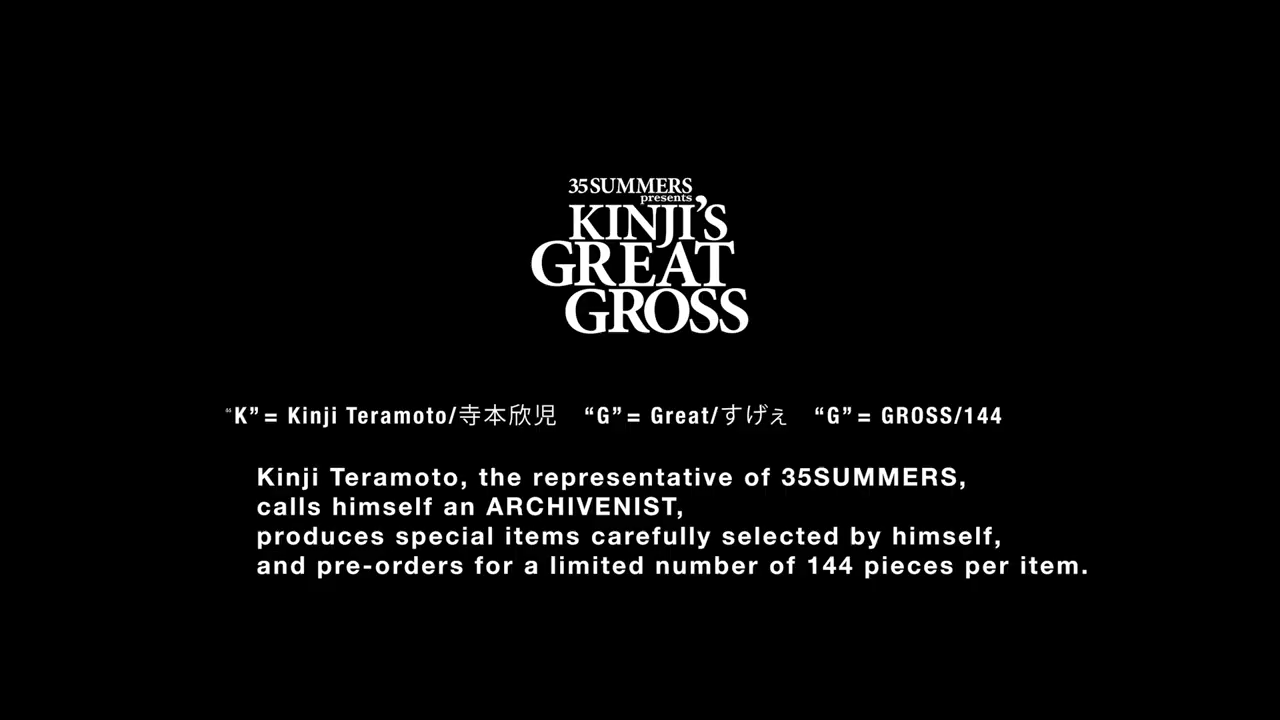 35SUMMERS
presents
KINJI'S
GREAT
GROSS
“K”= Kinji Teramoto/寺本欣児 “G”= Great/すげぇ “G”= GROSS/144
Kinji Teramoto, the representative of 35SUMMERS,
calls himself an ARCHIVENIST,
produces special items carefully selected by himself,
and pre-orders for a limited number of 144 pieces per item.